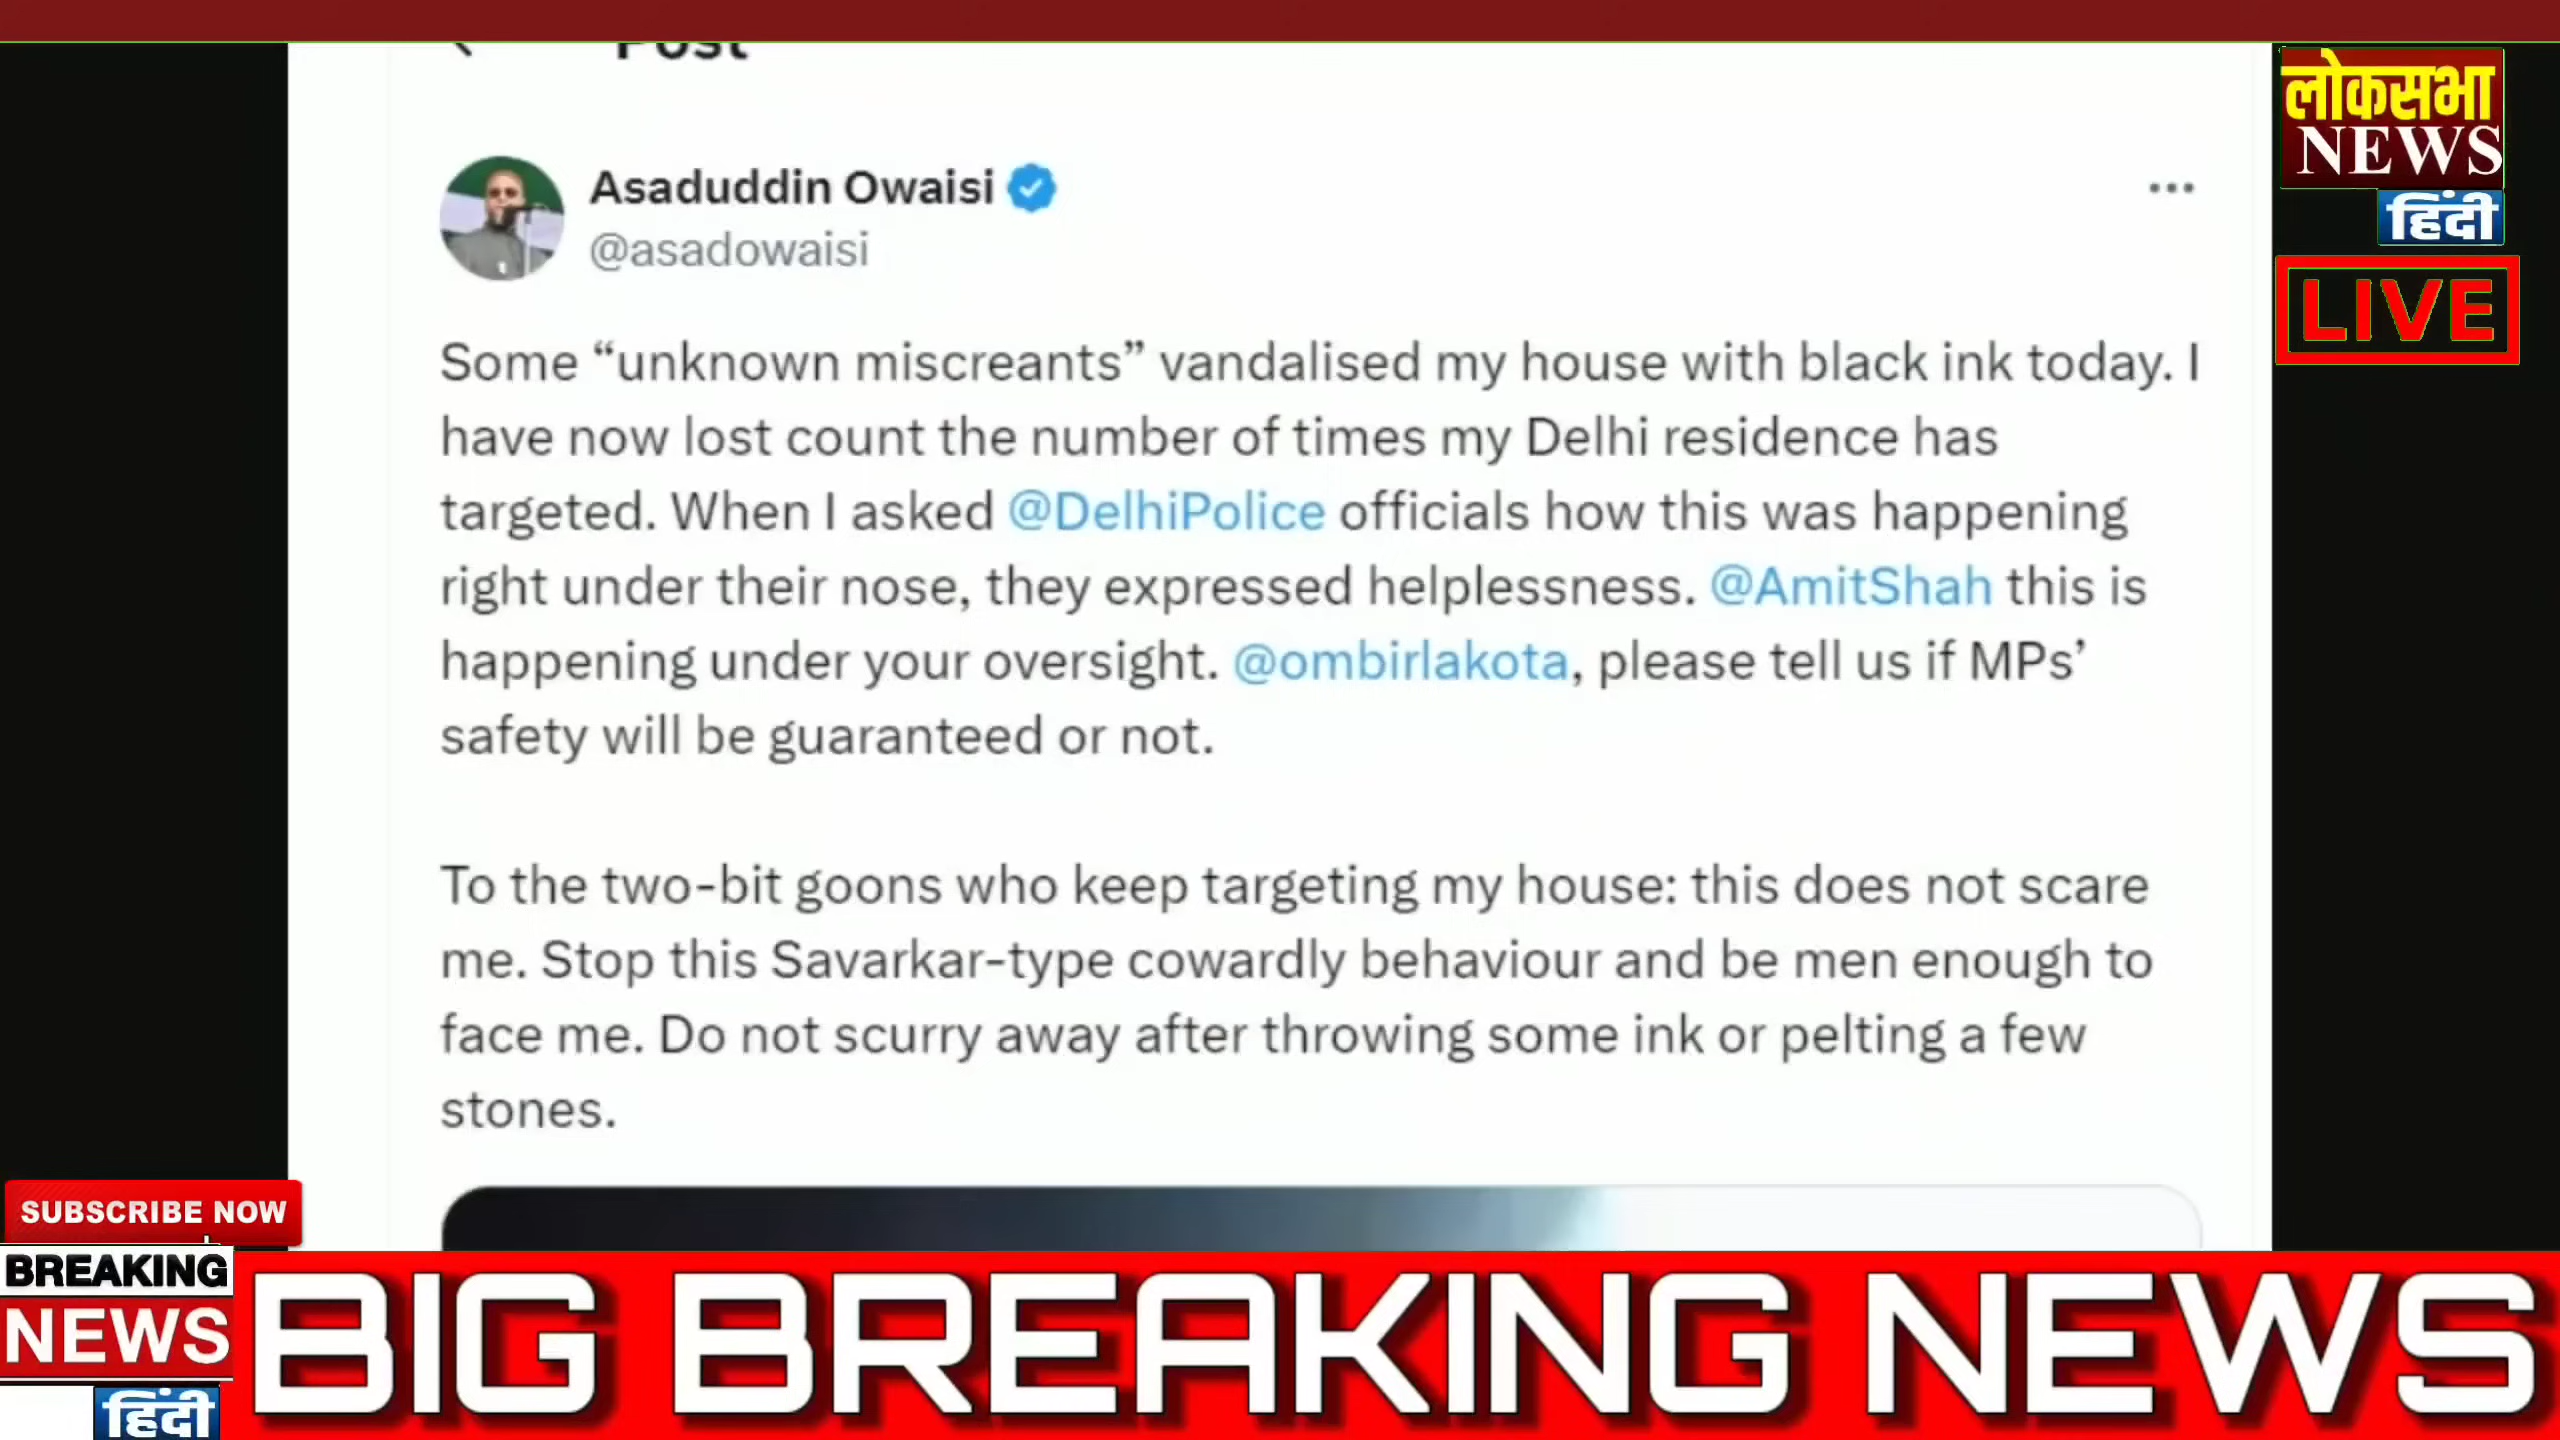 Post
लोकसभा
NEWS
हिंदी
LIVE
Asaduddin Owaisi
@asadowaisi
Some “unknown miscreants” vandalised my house with black ink today. I
have now lost count the number of times my Delhi residence has
targeted. When I asked @DelhiPolice officials how this was happening
right under their nose, they expressed helplessness. @AmitShah this is
happening under your oversight. @ombirlakota, please tell us if MPs’
safety will be guaranteed or not.
To the two-bit goons who keep targeting my house: this does not scare
me. Stop this Savarkar-type cowardly behaviour and be men enough to
face me. Do not scurry away after throwing some ink or pelting a few
stones.
SUBSCRIBE NOW
BREAKING
NEWS
हिंदी
BIG BREAKING NEWS